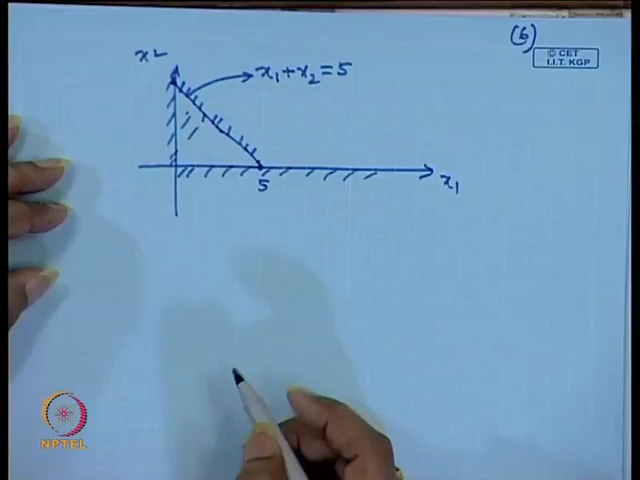 (6)
© CET
I.I.T. KGP
x2
x₁+x₂=5
5
x₁
NPTEL